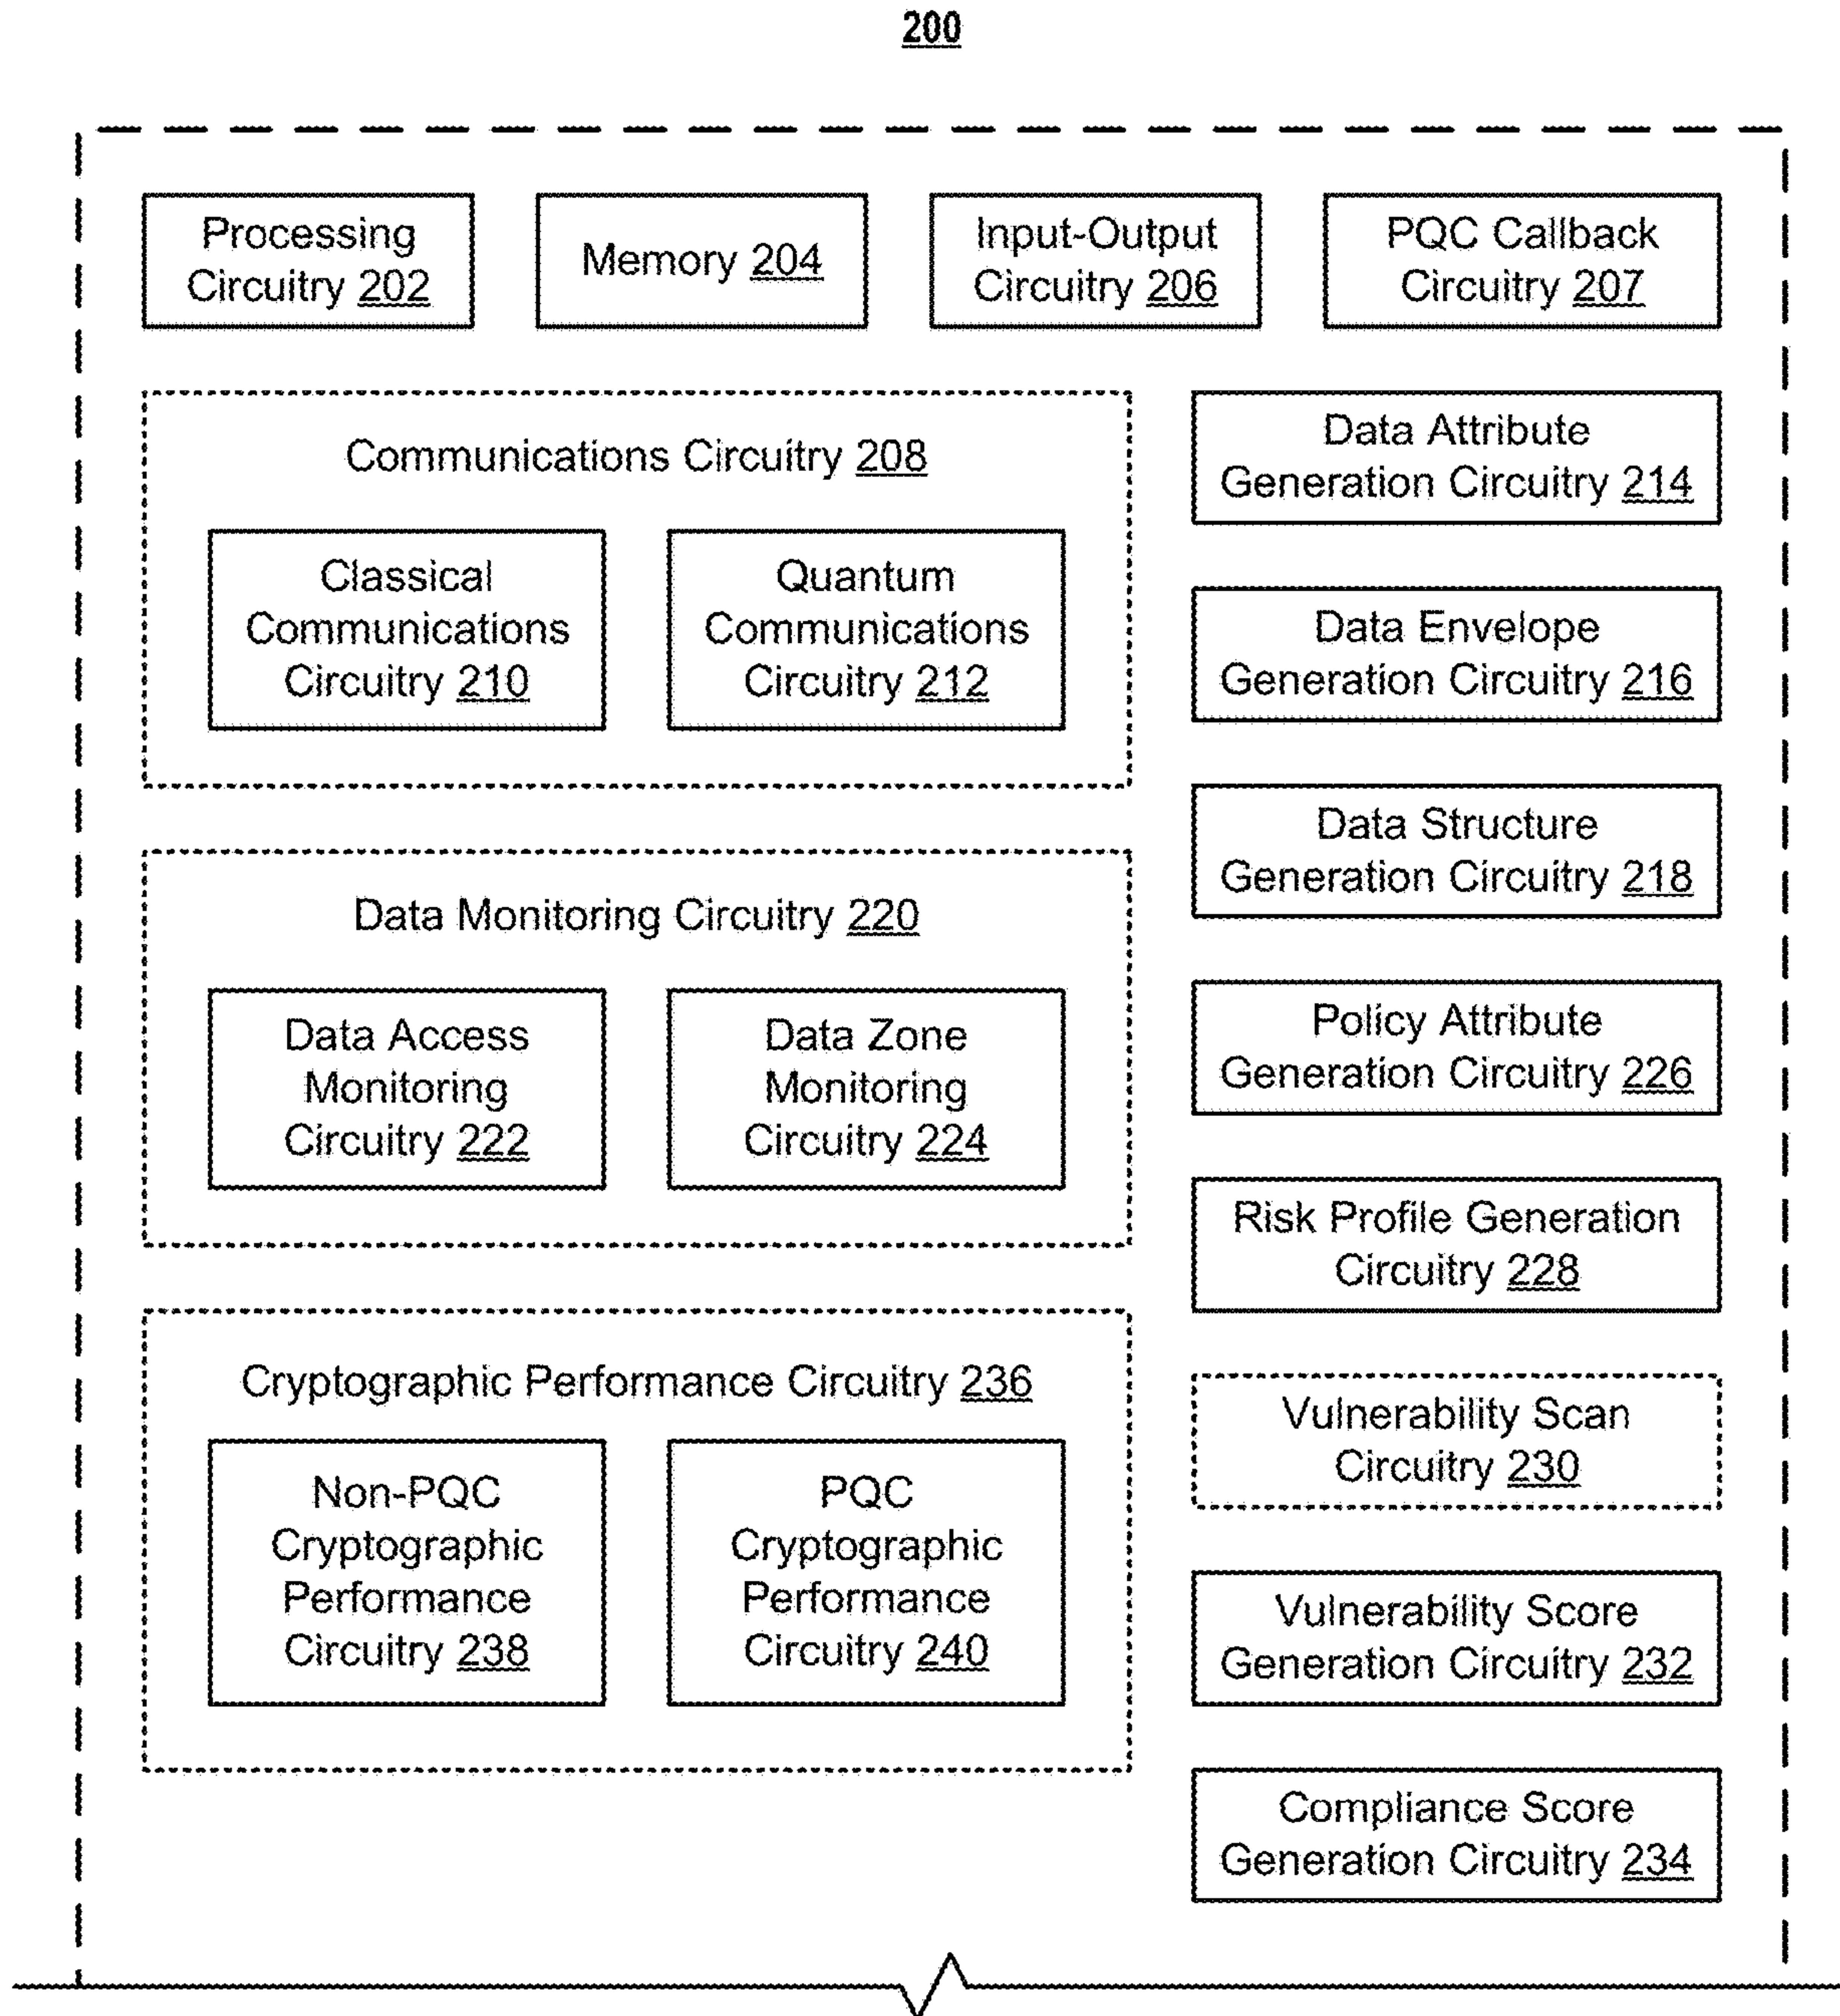 200
Processing
Circuitry 202
Memory 204
Input-Output
Circuitry 206
PQC Callback
Circuitry 207
Communications Circuitry 208
Classical
Communications
Circuitry 210
Quantum
Communications
Circuitry 212
Data Attribute
Generation Circuitry 214
Data Envelope
Generation Circuitry 216
Data Structure
Generation Circuitry 218
Data Monitoring Circuitry 220
Data Access
Monitoring
Circuitry 222
Data Zone
Monitoring
Circuitry 224
Policy Attribute
Generation Circuitry 226
Risk Profile Generation
Circuitry 228
Cryptographic Performance Circuitry 236
Non-PQC
Cryptographic
Performance
Circuitry 238
PQC
Cryptographic
Performance
Circuitry 240
Vulnerability Scan
Circuitry 230
Vulnerability Score
Generation Circuitry 232
Compliance Score
Generation Circuitry 234